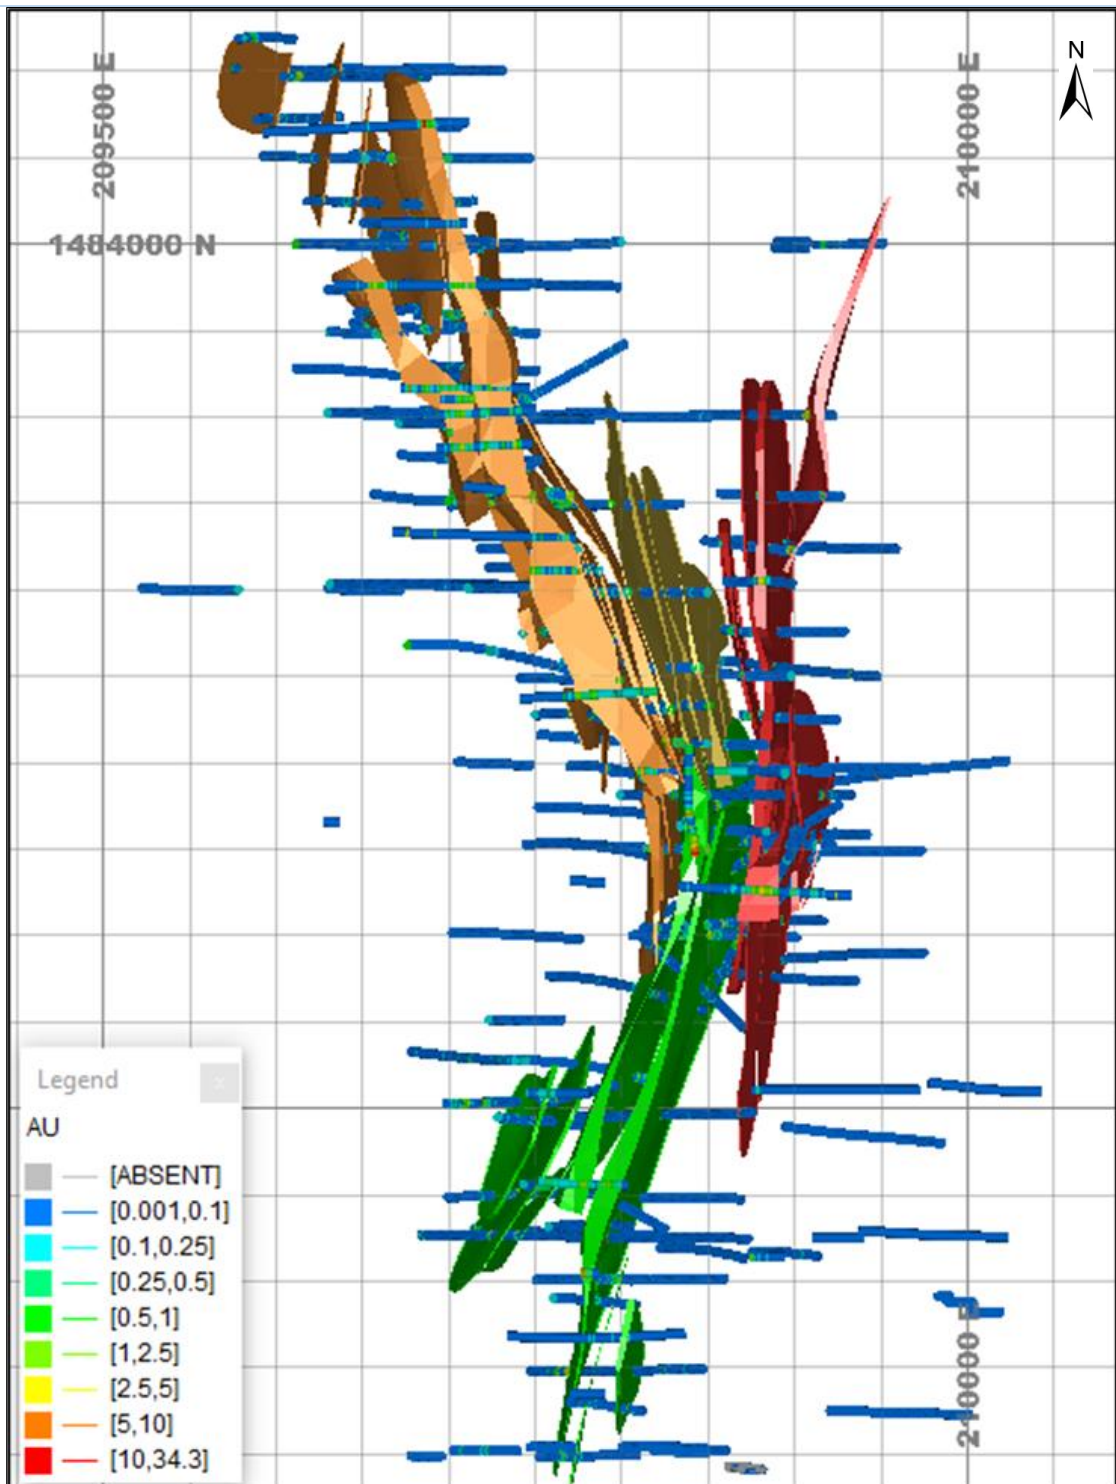 N
209500 E
210000 E
1484000 N
Legend
x
AU
[ABSENT]
[0.001,0.1]
[0.1,0.25]
[0.25,0.5]
[0.5,1]
[1,2.5]
[2.5,5]
[5,10]
[10,34.3]
210000 E